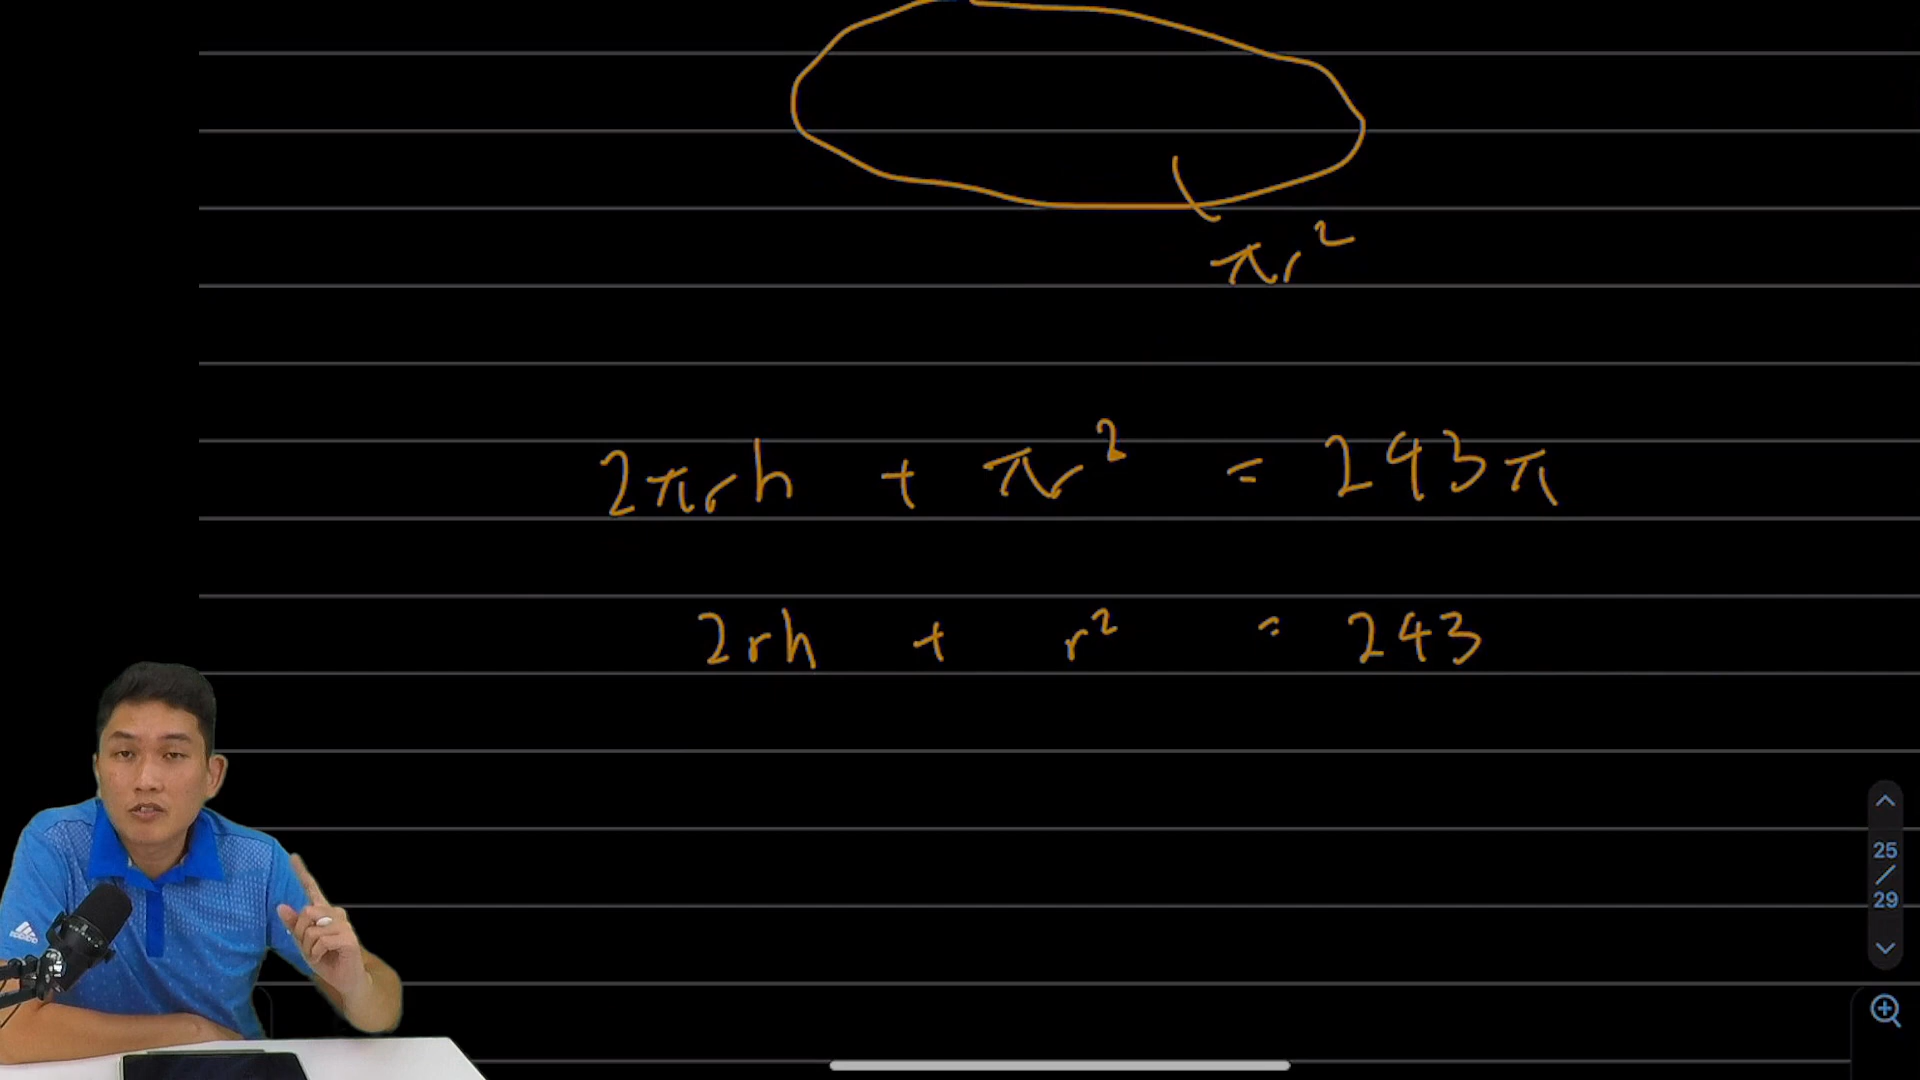 πr²
2πrh + πr² = 243π
2rh + r² = 243
25
/
29